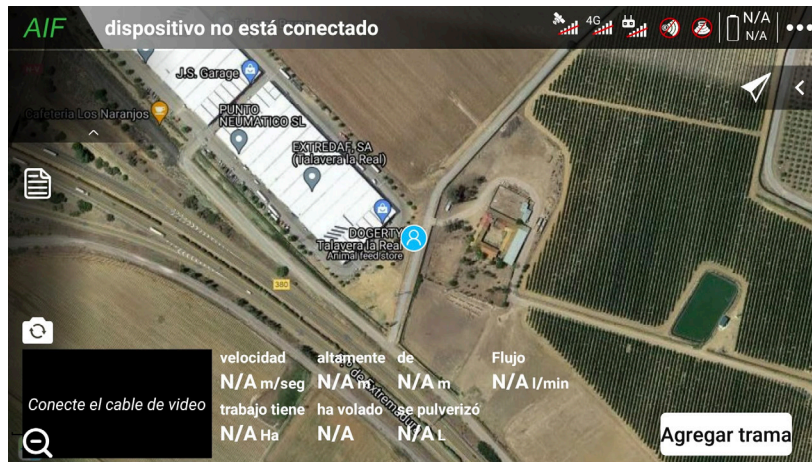 AIF
dispositivo no está conectado
4G
N/A
N/A
J.S. Garage
Cafetería Los Naranjos
PUNTO
NEUMATICO SL
EXTREDAF, SA
(Talavera la Real)
DOGERTY
Talavera la Real
Animal feed store
380
velocidad
N/A m/seg
altamente
N/A m
de
N/A m
Flujo
N/A l/min
Conecte el cable de video
trabajo tiene
N/A Ha
ha volado
N/A
se pulverizó
N/A L
Agregar trama